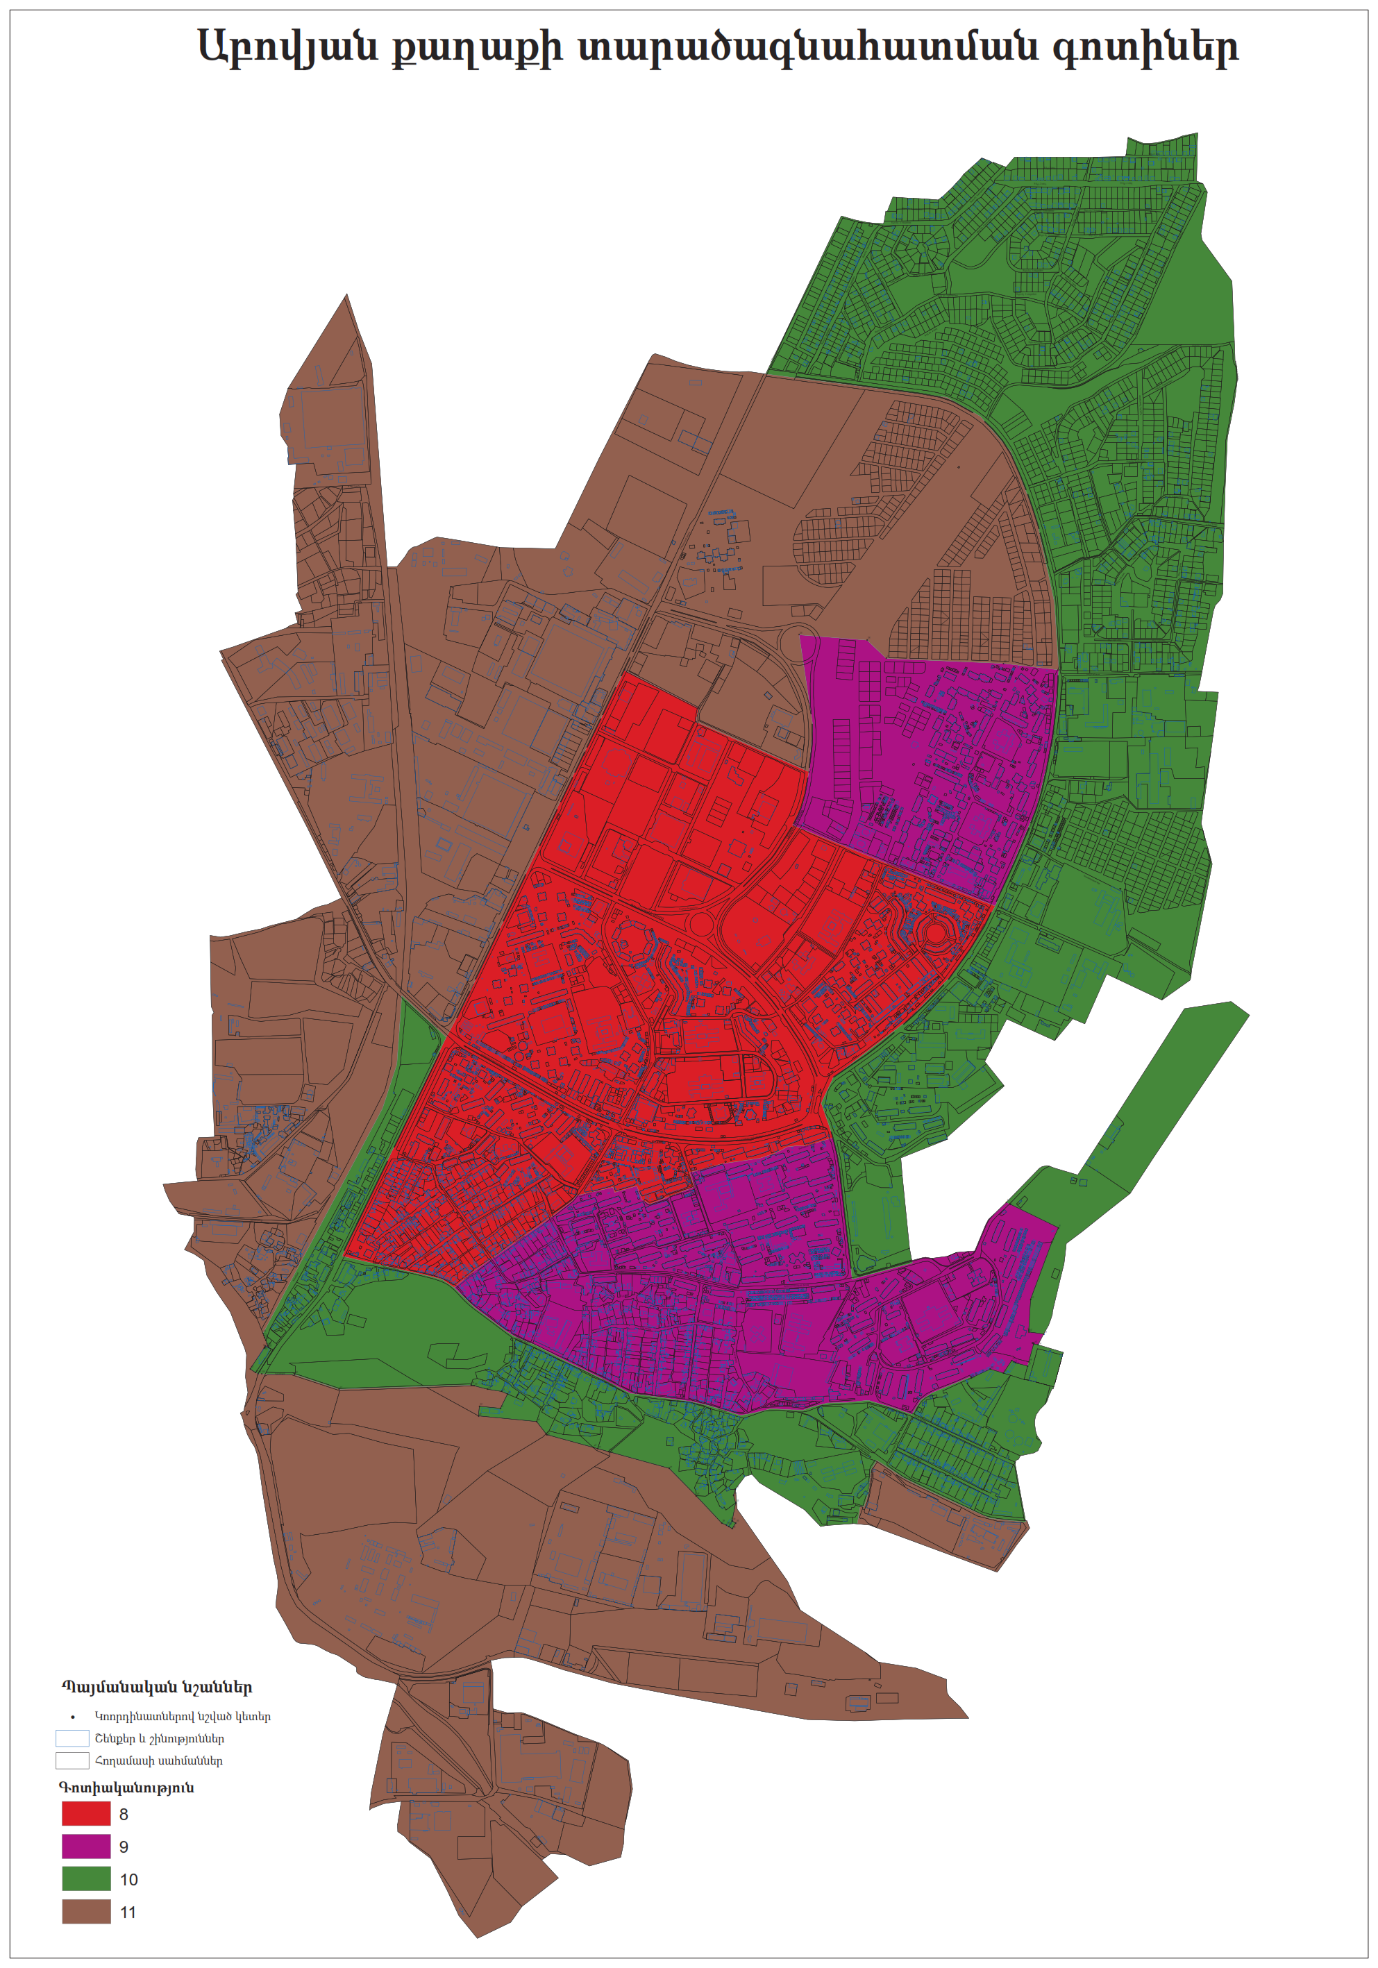 Աբովյան քաղաքի տարածագնահատման գոտիներ
Պայմանական նշաններ
Կոորդինատներով նշված կետեր
Շենքեր և շինություններ
Հողամասի սահմաններ
Գոտիականություն
8
9
10
11